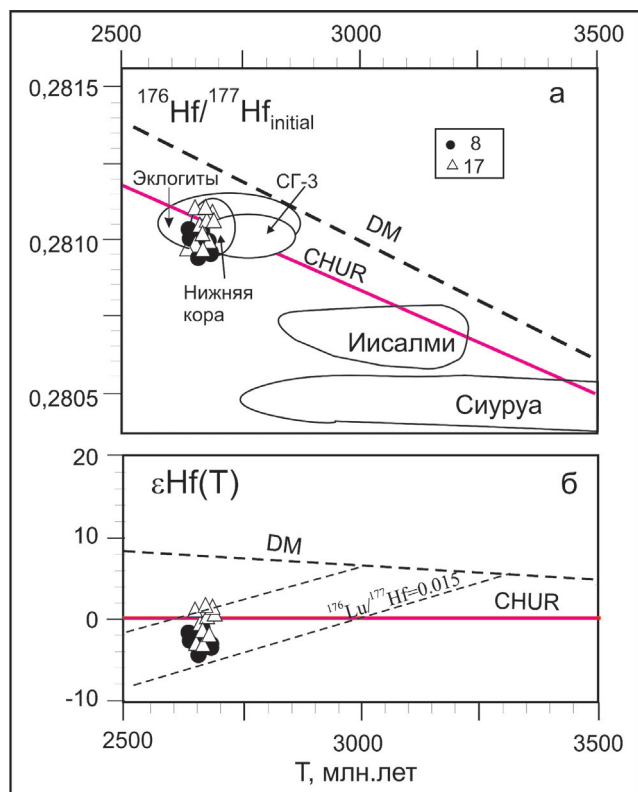 2500 3000 3500
0,2815
0,2810
0,2805
176Hf/177Hfinitial
а
8
17
Эклогиты
СГ-3
DM
CHUR
Нижняя
кора
Иисалми
Сиуруа
20
10
0
-10
εHf(T)
б
DM
176Lu/177Hf=0.015
CHUR
2500 3000 3500
Т, млн.лет